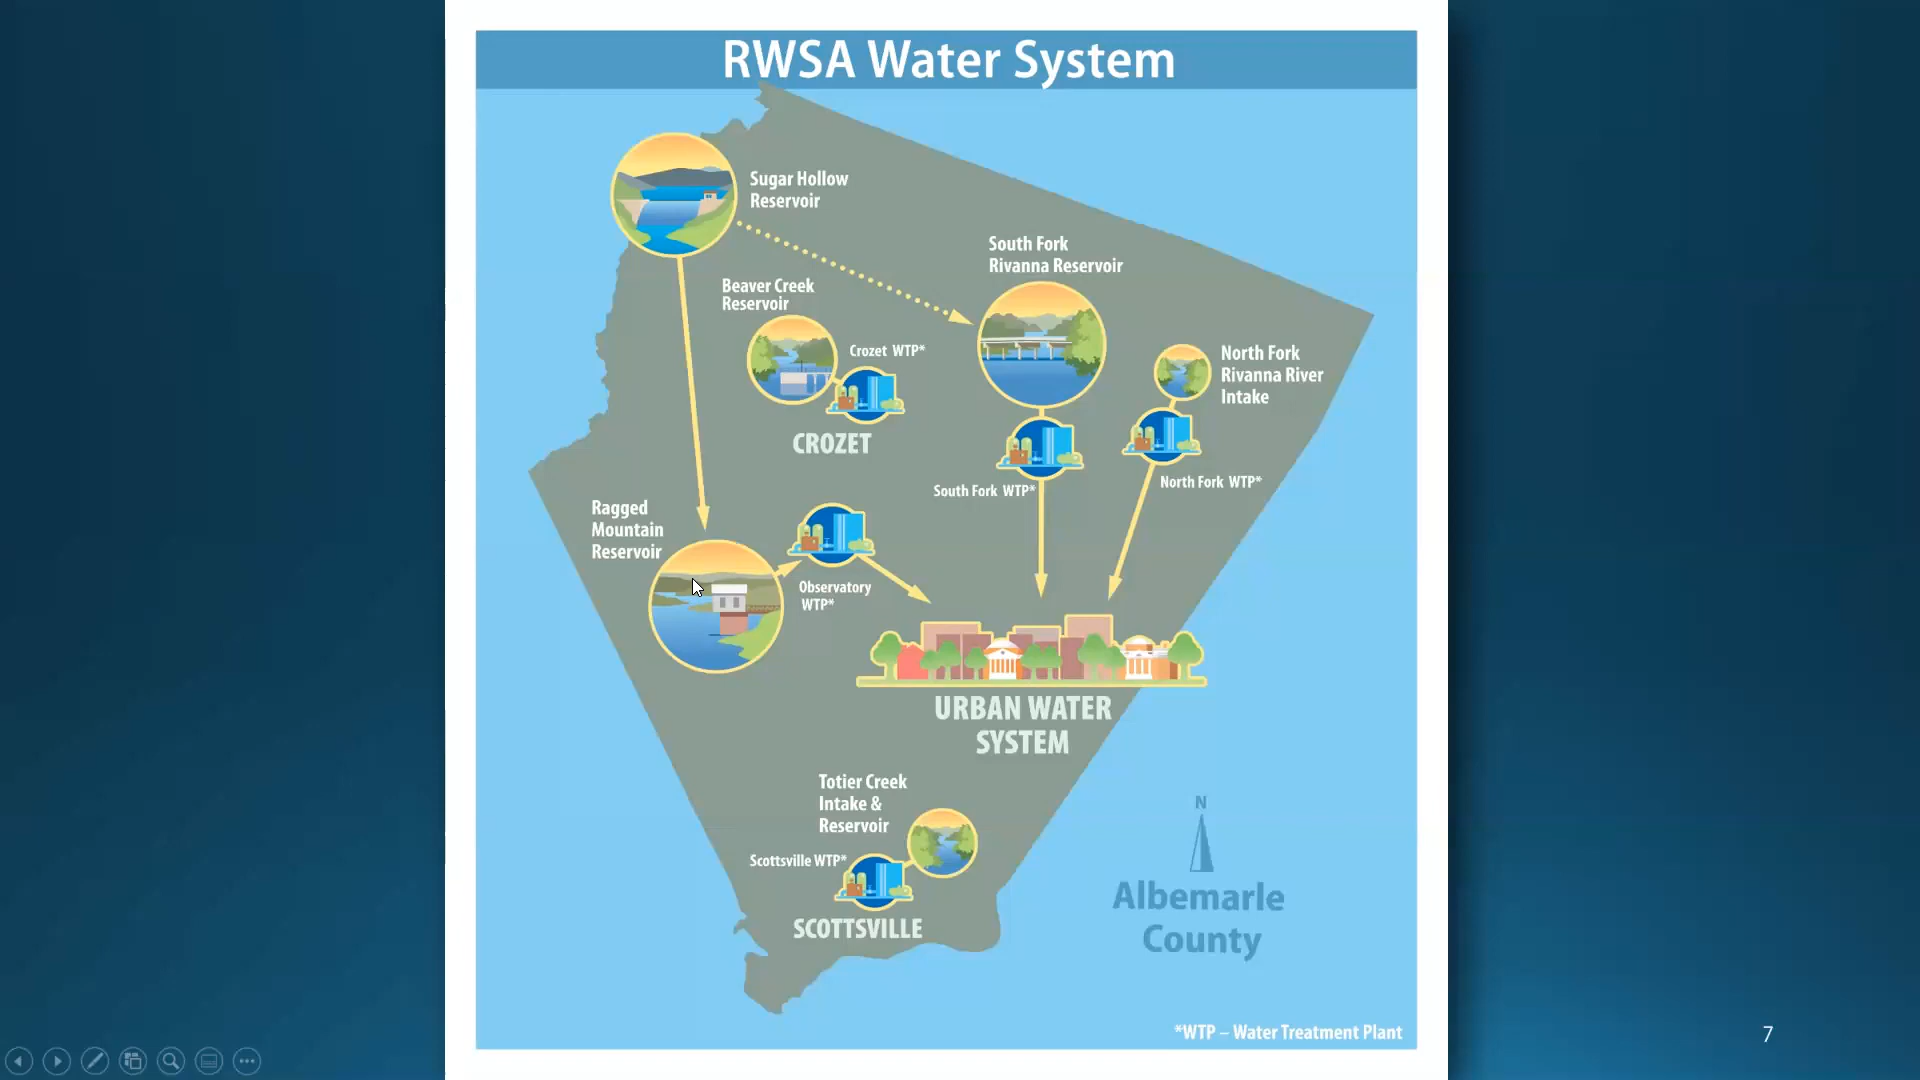 RWSA Water System
Sugar Hollow
Reservoir
South Fork
Rivanna Reservoir
Beaver Creek
Reservoir
Crozet WTP*
North Fork
Rivanna River
Intake
CROZET
South Fork WTP*
North Fork WTP*
Ragged
Mountain
Reservoir
Observatory
WTP*
URBAN WATER
SYSTEM
Totier Creek
Intake &
Reservoir
Scottsville WTP*
SCOTTSVILLE
N
Albemarle
County
*WTP – Water Treatment Plant
7